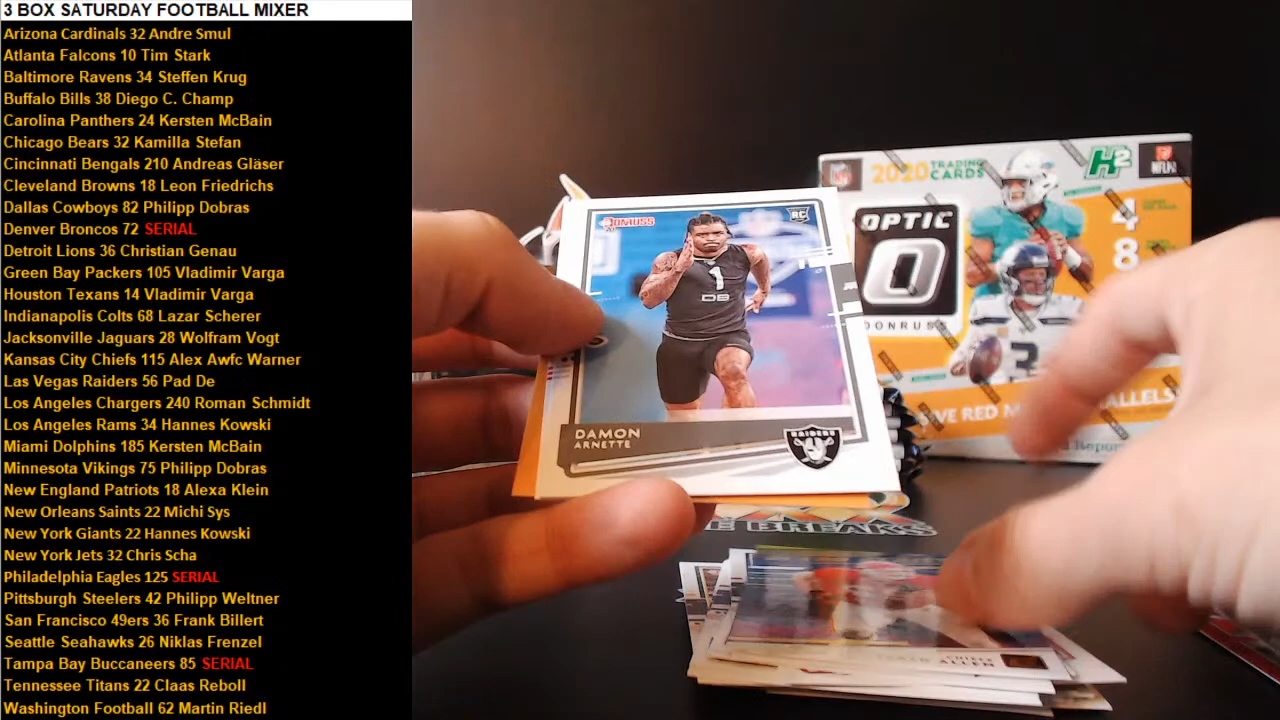 3 BOX SATURDAY FOOTBALL MIXER
Arizona Cardinals 32 Andre Smul
Atlanta Falcons 10 Tim Stark
Baltimore Ravens 34 Steffen Krug
Buffalo Bills 38 Diego C. Champ
Carolina Panthers 24 Kersten McBain
Chicago Bears 32 Kamilla Stefan
Cincinnati Bengals 210 Andreas Gläser
Cleveland Browns 18 Leon Friedrichs
Dallas Cowboys 82 Philipp Dobras
Denver Broncos 72 SERIAL
Detroit Lions 36 Christian Genau
Green Bay Packers 105 Vladimir Varga
Houston Texans 14 Vladimir Varga
Indianapolis Colts 68 Lazar Scherer
Jacksonville Jaguars 28 Wolfram Vogt
Kansas City Chiefs 115 Alex Awfc Warner
Las Vegas Raiders 56 Pad De
Los Angeles Chargers 240 Roman Schmidt
Los Angeles Rams 34 Hannes Kowski
Miami Dolphins 185 Kersten McBain
Minnesota Vikings 75 Philipp Dobras
New England Patriots 18 Alexa Klein
New Orleans Saints 22 Michi Sys
New York Giants 22 Hannes Kowski
New York Jets 32 Chris Scha
Philadelphia Eagles 125 SERIAL
Pittsburgh Steelers 42 Philipp Weltner
San Francisco 49ers 36 Frank Billert
Seattle Seahawks 26 Niklas Frenzel
Tampa Bay Buccaneers 85 SERIAL
Tennessee Titans 22 Claas Reboll
Washington Football 62 Martin Riedl
DONRUSS
RC
1
DB
DAMON
ARNETTE
RAIDERS
NFL
2020 TRADING CARDS
H2
NFLPA
OPTIC
DONRUSS
4
8
3
BREAKS
CHIEFS
ALLEN